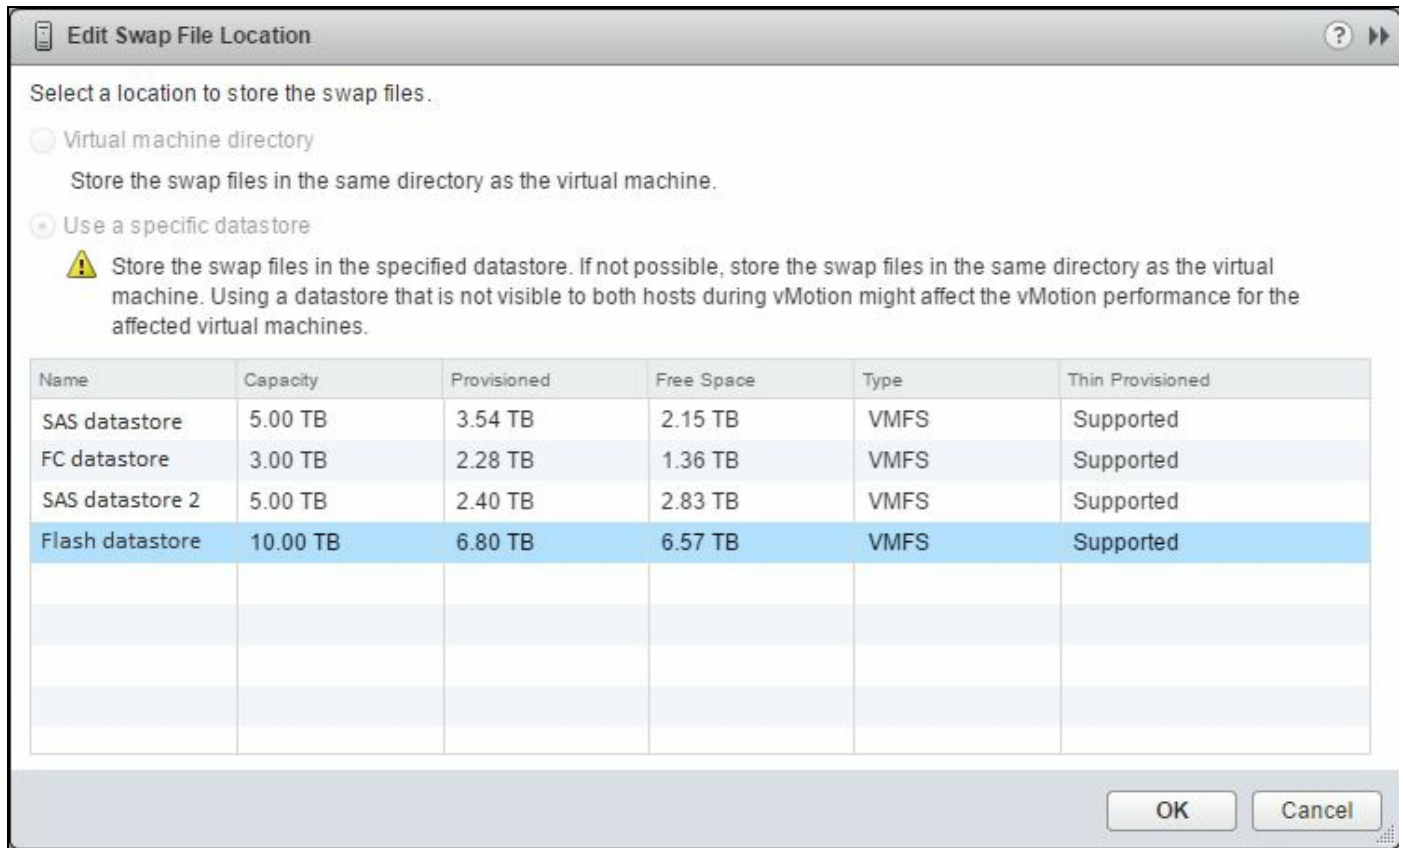 Edit Swap File Location
?
Select a location to store the swap files.
Virtual machine directory
Store the swap files in the same directory as the virtual machine.
Use a specific datastore
Store the swap files in the specified datastore. If not possible, store the swap files in the same directory as the virtual
machine. Using a datastore that is not visible to both hosts during vMotion might affect the vMotion performance for the
affected virtual machines.
Name Capacity Provisioned Free Space Type Thin Provisioned
SAS datastore 5.00 TB 3.54 TB 2.15 TB VMFS Supported
FC datastore 3.00 TB 2.28 TB 1.36 TB VMFS Supported
SAS datastore 2 5.00 TB 2.40 TB 2.83 TB VMFS Supported
Flash datastore 10.00 TB 6.80 TB 6.57 TB VMFS Supported
OK Cancel